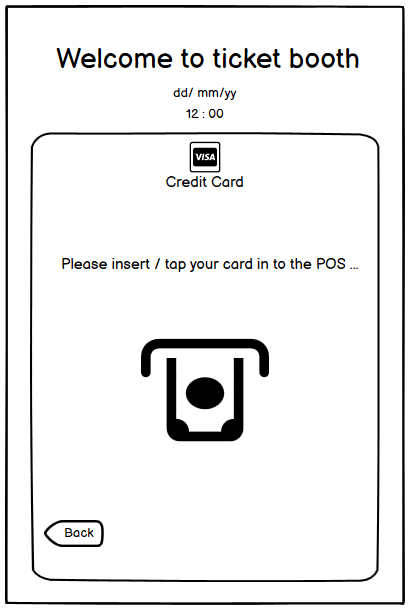 Welcome to ticket booth
dd/ mm/yy
12 : 00
VISA
Credit Card
Please insert / tap your card in to the POS ...
Back